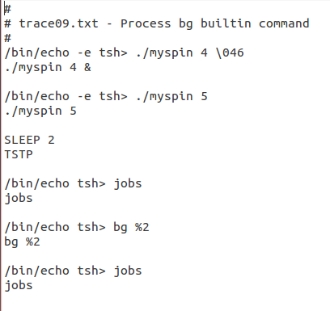 #
# trace09.txt - Process bg builtin command
#
/bin/echo -e tsh> ./myspin 4 \046
./myspin 4 &
/bin/echo -e tsh> ./myspin 5
./myspin 5
SLEEP 2
TSTP
/bin/echo tsh> jobs
jobs
/bin/echo tsh> bg %2
bg %2
/bin/echo tsh> jobs
jobs